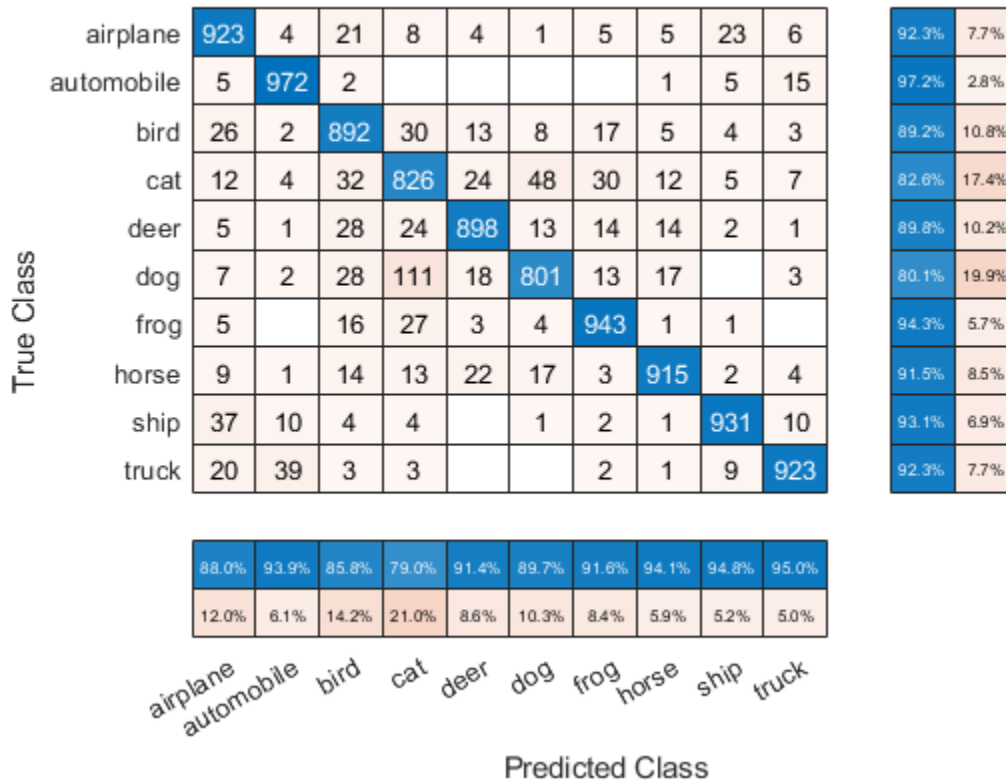 airplane 923 4 21 8 4 1 5 5 23 6 92.3% 7.7%
automobile 5 972 2 1 5 15 97.2% 2.8%
bird 26 2 892 30 13 8 17 5 4 3 89.2% 10.8%
cat 12 4 32 826 24 48 30 12 5 7 82.6% 17.4%
deer 5 1 28 24 898 13 14 14 2 1 89.8% 10.2%
dog 7 2 28 111 18 801 13 17 3 80.1% 19.9%
frog 5 16 27 3 4 943 1 1 94.3% 5.7%
horse 9 1 14 13 22 17 3 915 2 4 91.5% 8.5%
ship 37 10 4 4 1 2 1 931 10 93.1% 6.9%
truck 20 39 3 3 2 1 9 923 92.3% 7.7%
True Class
88.0% 93.9% 85.8% 79.0% 91.4% 89.7% 91.6% 94.1% 94.8% 95.0%
12.0% 6.1% 14.2% 21.0% 8.6% 10.3% 8.4% 5.9% 5.2% 5.0%
airplane automobile bird cat deer dog frog horse ship truck
Predicted Class